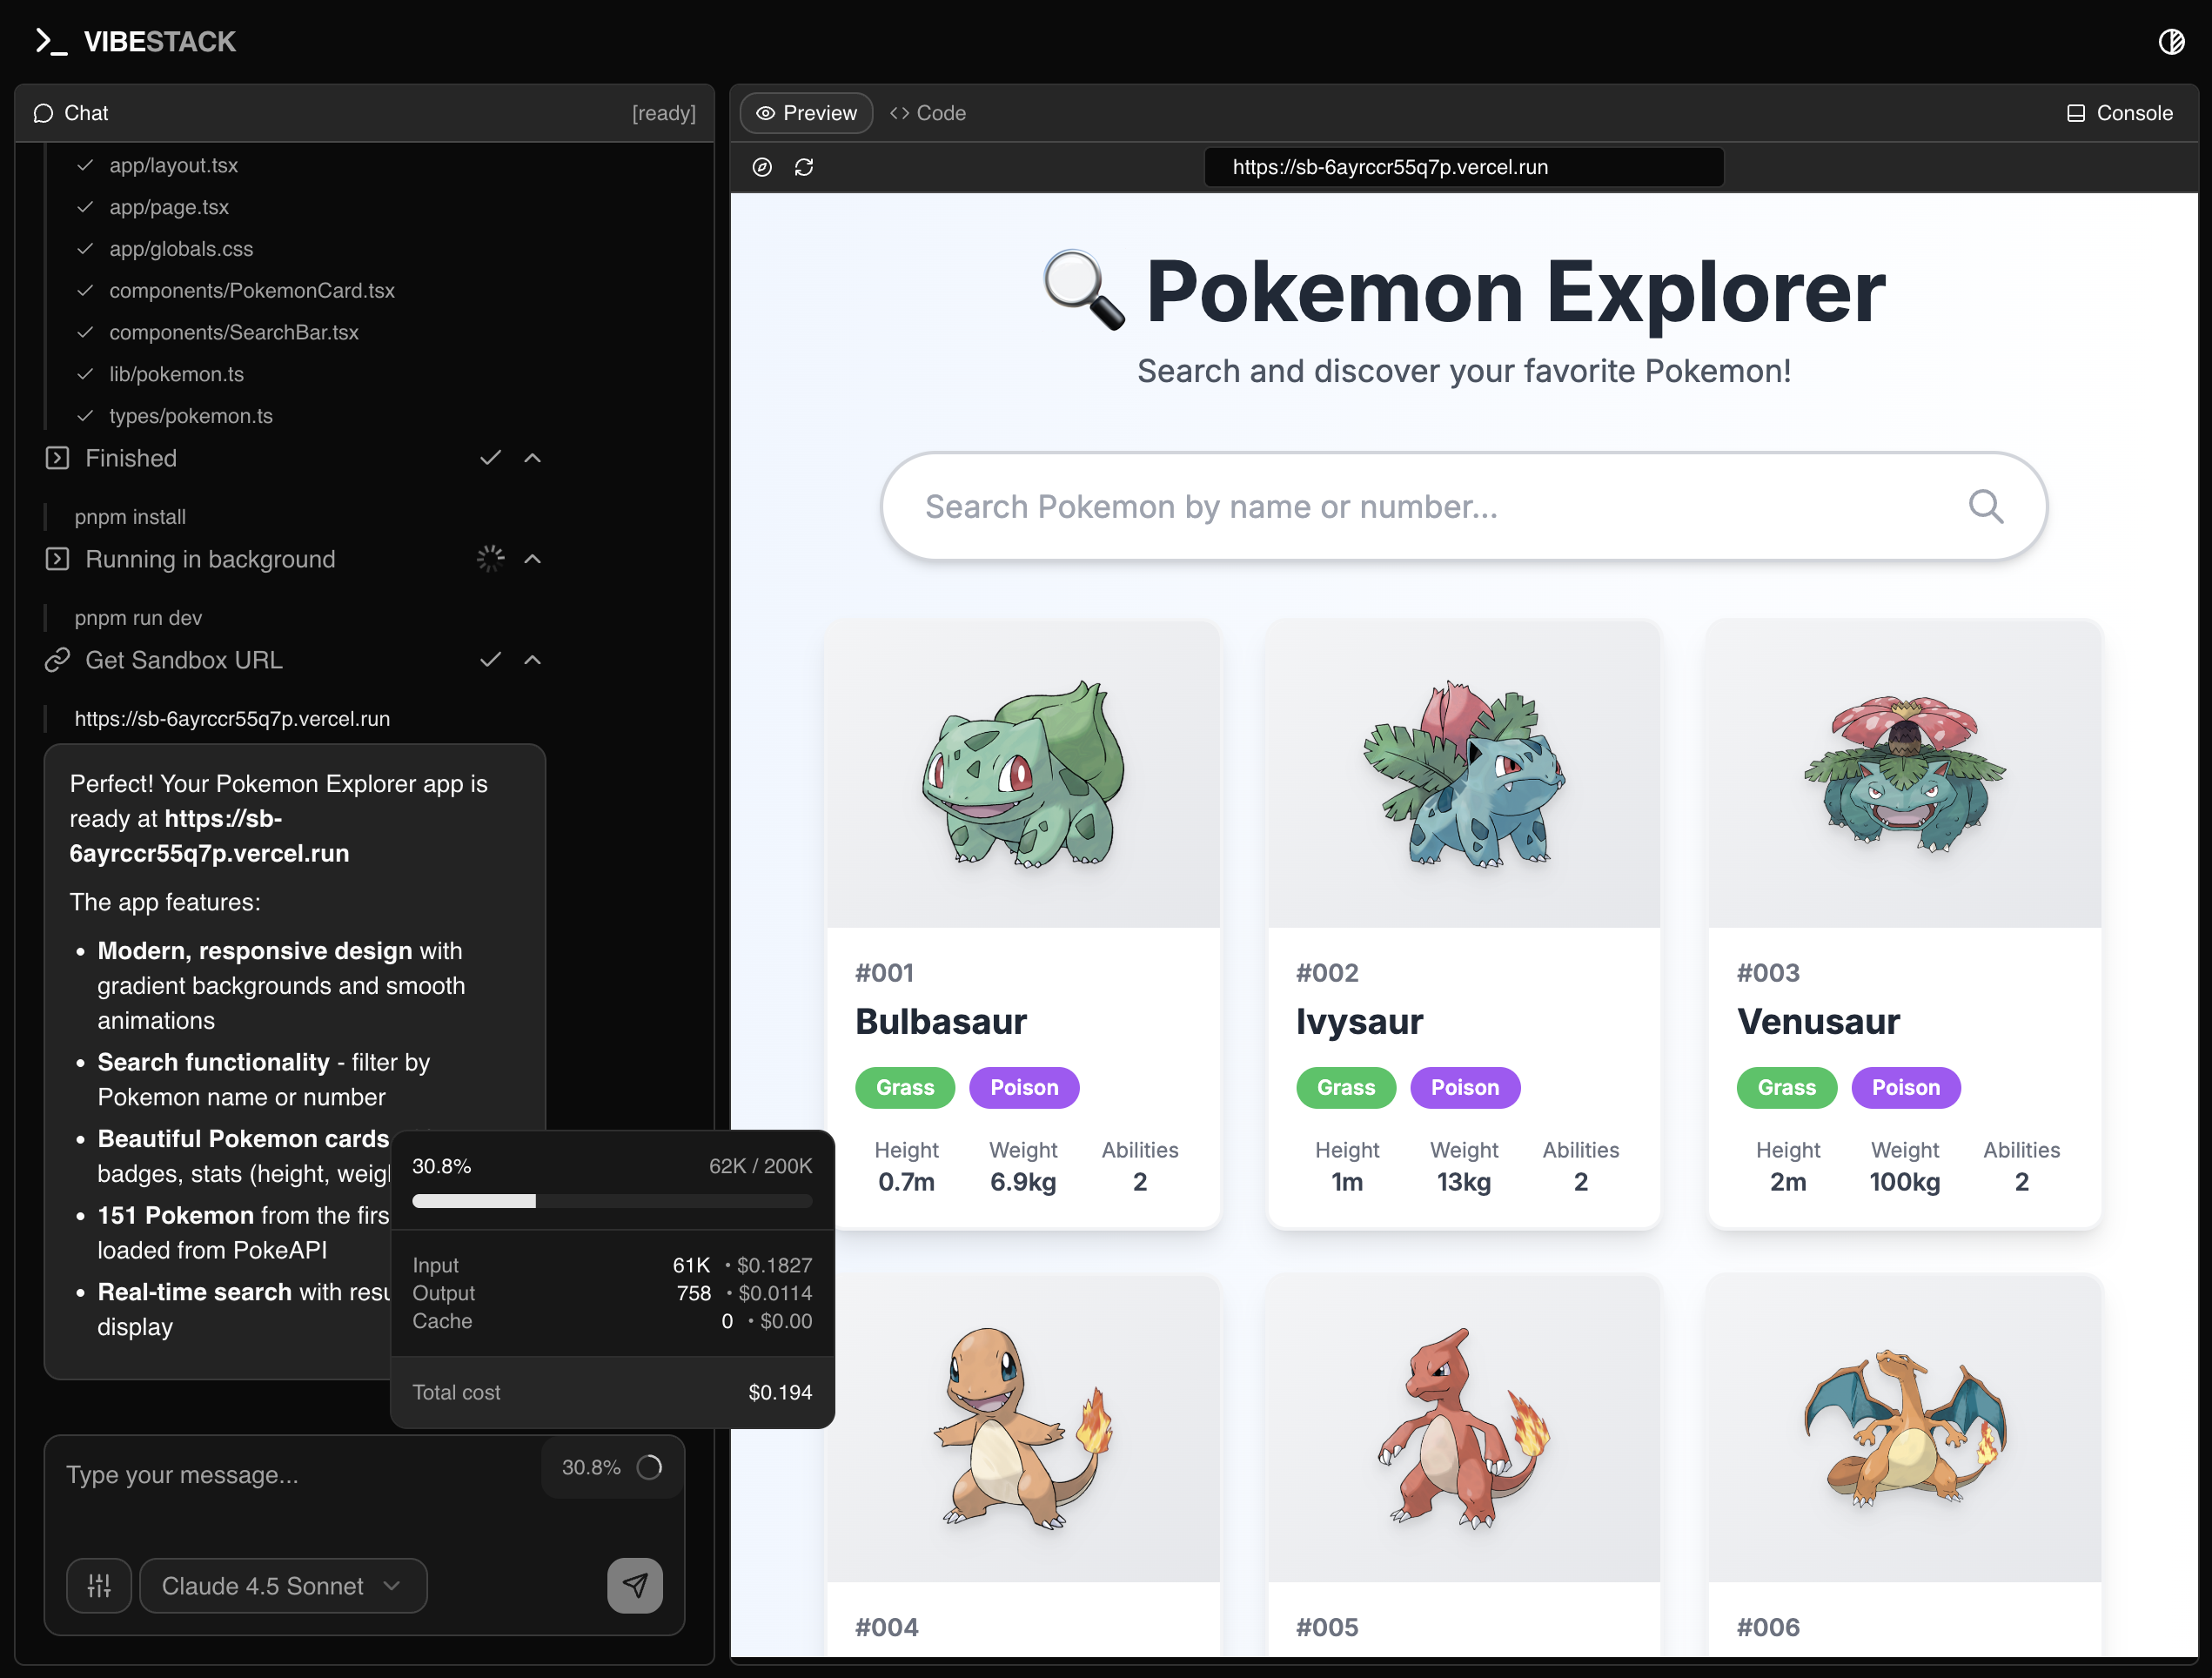 VIBESTACK
Chat
[ready]
app/layout.tsx
app/page.tsx
app/globals.css
components/PokemonCard.tsx
components/SearchBar.tsx
lib/pokemon.ts
types/pokemon.ts
Finished
pnpm install
Running in background
pnpm run dev
Get Sandbox URL
https://sb-6ayrccr55q7p.vercel.run
Perfect! Your Pokemon Explorer app is
ready at https://sb-
6ayrccr55q7p.vercel.run
The app features:
• Modern, responsive design with
gradient backgrounds and smooth
animations
• Search functionality - filter by
Pokemon name or number
• Beautiful Pokemon cards
badges, stats (height,
• 151 Pokemon from the
loaded from PokeAPI
• Real-time search with
display
30.8%
62K / 200K
Input 61K • $0.1827
Output 758 • $0.0114
Cache 0 • $0.00
Total cost $0.194
Type your message...
30.8%
Claude 4.5 Sonnet
Preview
Code
Console
https://sb-6ayrccr55q7p.vercel.run
Pokemon Explorer
Search and discover your favorite Pokemon!
Search Pokemon by name or number...
#001
Bulbasaur
Grass Poison
Height Weight Abilities
0.7m 6.9kg 2
#002
Ivysaur
Grass Poison
Height Weight Abilities
1m 13kg 2
#003
Venusaur
Grass Poison
Height Weight Abilities
2m 100kg 2
#004
#005
#006